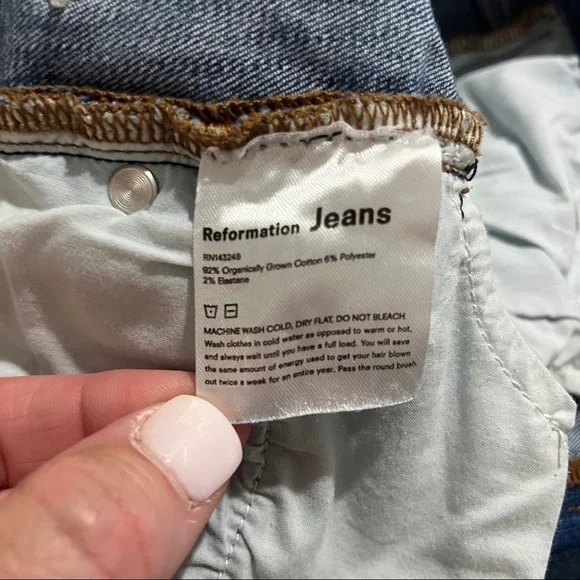 Reformation Jeans
RN143248
92% Organically Grown Cotton 6% Polyester
2% Elastane
MACHINE WASH COLD, DRY FLAT, DO NOT BLEACH
Wash clothes in cold water as opposed to warm or hot,
and always wait until you have a full load. You will save
the same amount of energy used to get your hair blown
out twice a week for an entire year. Pass the round brush